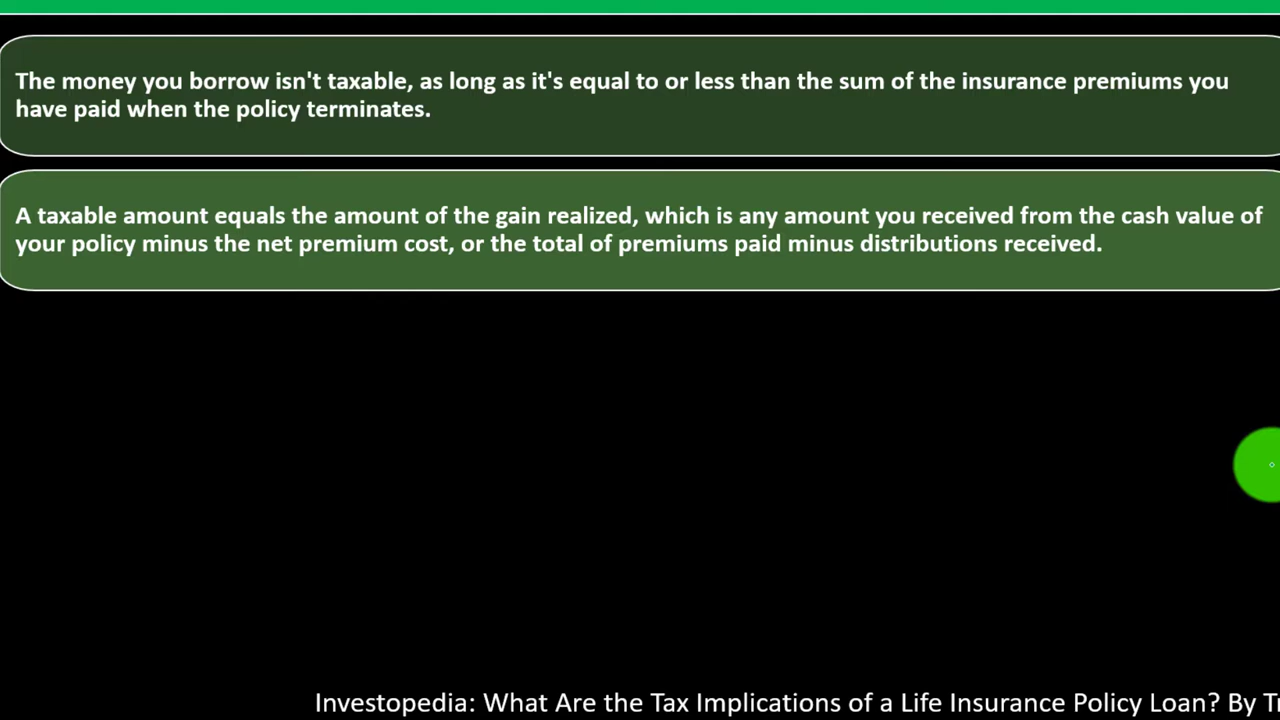 The money you borrow isn't taxable, as long as it's equal to or less than the sum of the insurance premiums you
have paid when the policy terminates.
A taxable amount equals the amount of the gain realized, which is any amount you received from the cash value of
your policy minus the net premium cost, or the total of premiums paid minus distributions received.
Investopedia: What Are the Tax Implications of a Life Insurance Policy Loan? By